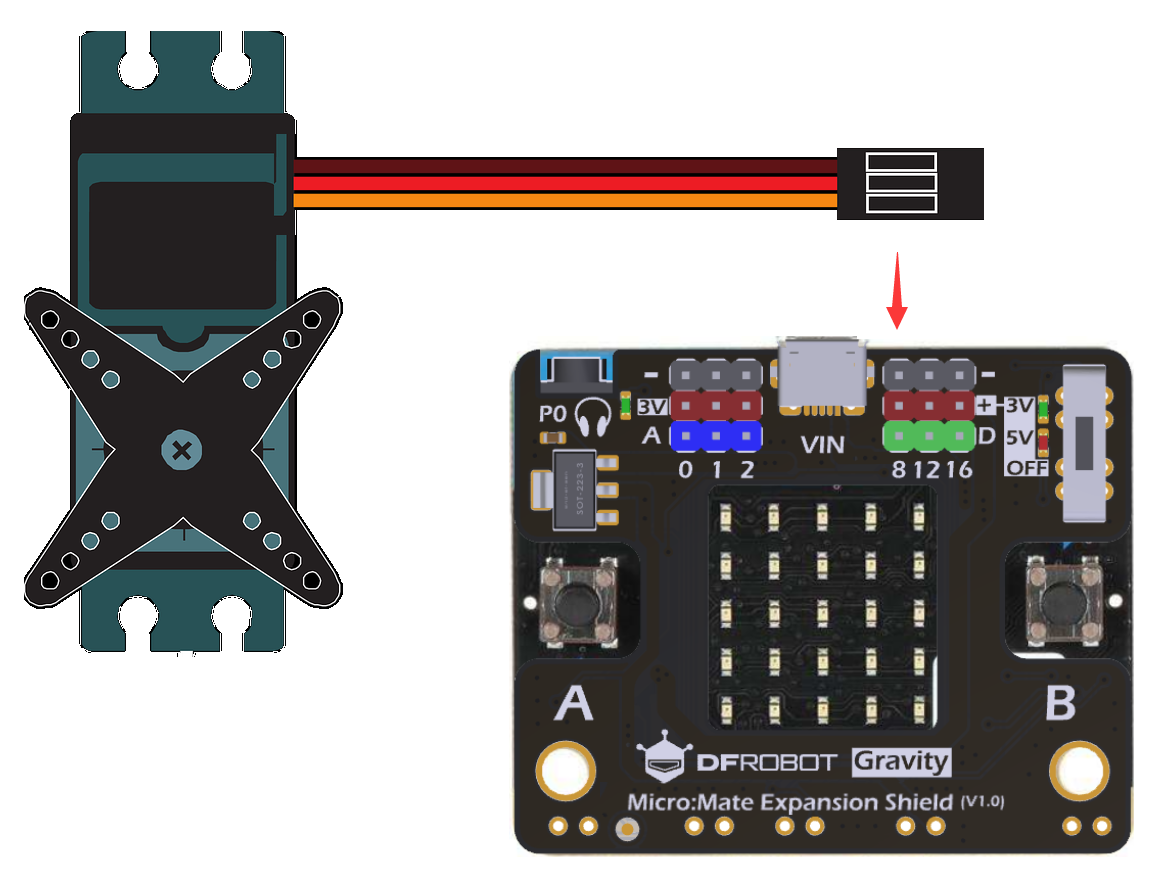 - -
P0 3V + 3V
A D 5V
VIN OFF
0 1 2 8 12 16
SOT-223-3
A B
DFROBOT Gravity
Micro:Mate Expansion Shield (V1.0)